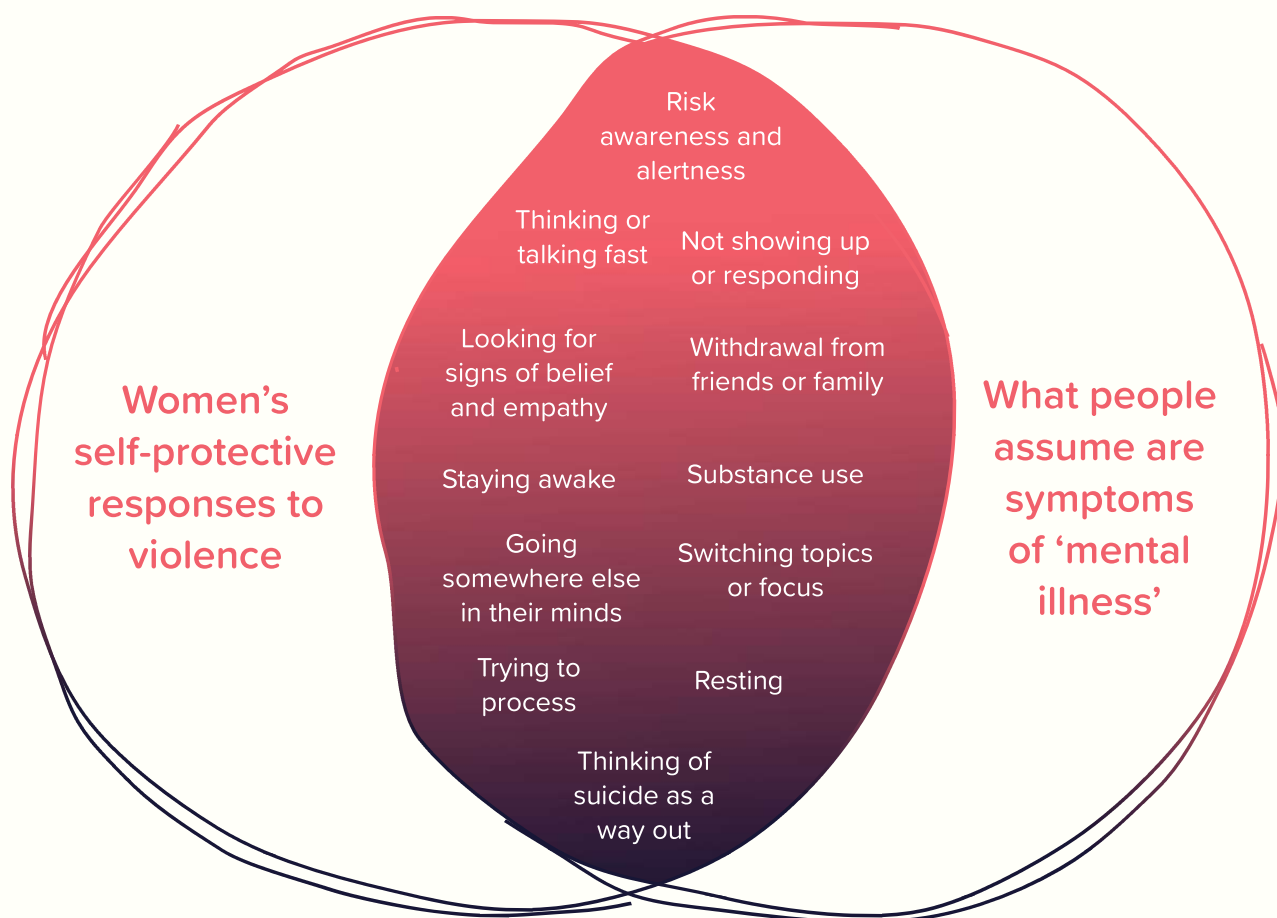 Women’s
self-protective
responses to
violence
Risk
awareness and
alertness
Thinking or
talking fast
Not showing up
or responding
Looking for
signs of belief
and empathy
Withdrawal from
friends or family
Staying awake
Substance use
Going
somewhere else
in their minds
Switching topics
or focus
Trying to
process
Resting
Thinking of
suicide as a
way out
What people
assume are
symptoms
of ‘mental
illness’